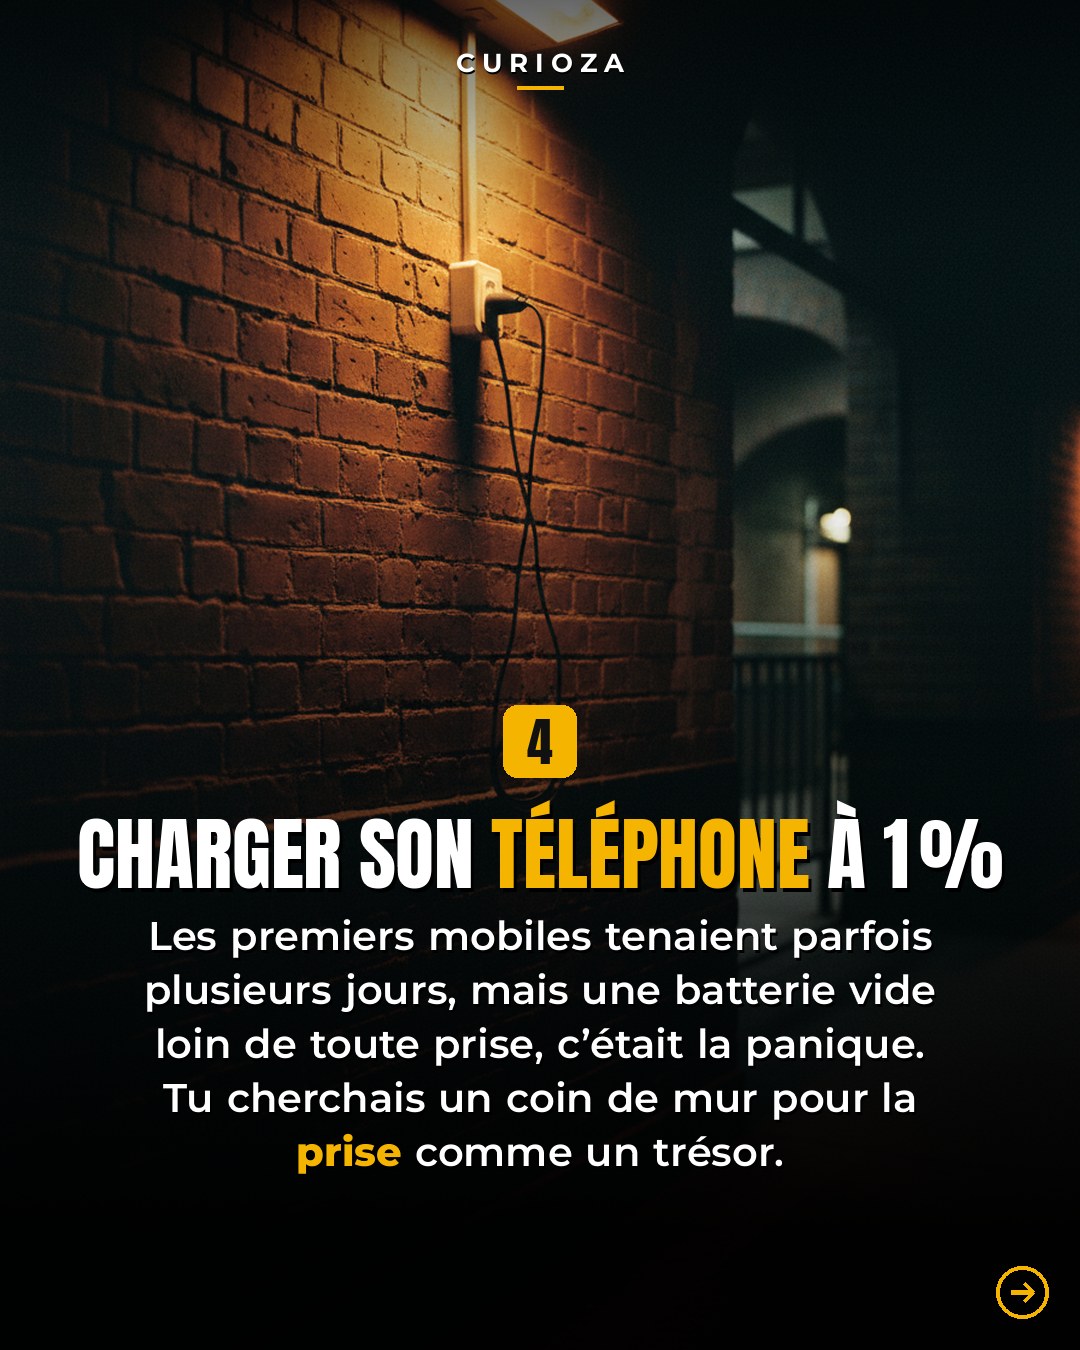 CURIOZA
4
CHARGER SON TÉLÉPHONE À 1%
Les premiers mobiles tenaient parfois
plusieurs jours, mais une batterie vide
loin de toute prise, c’était la panique.
Tu cherchais un coin de mur pour la
prise comme un trésor.